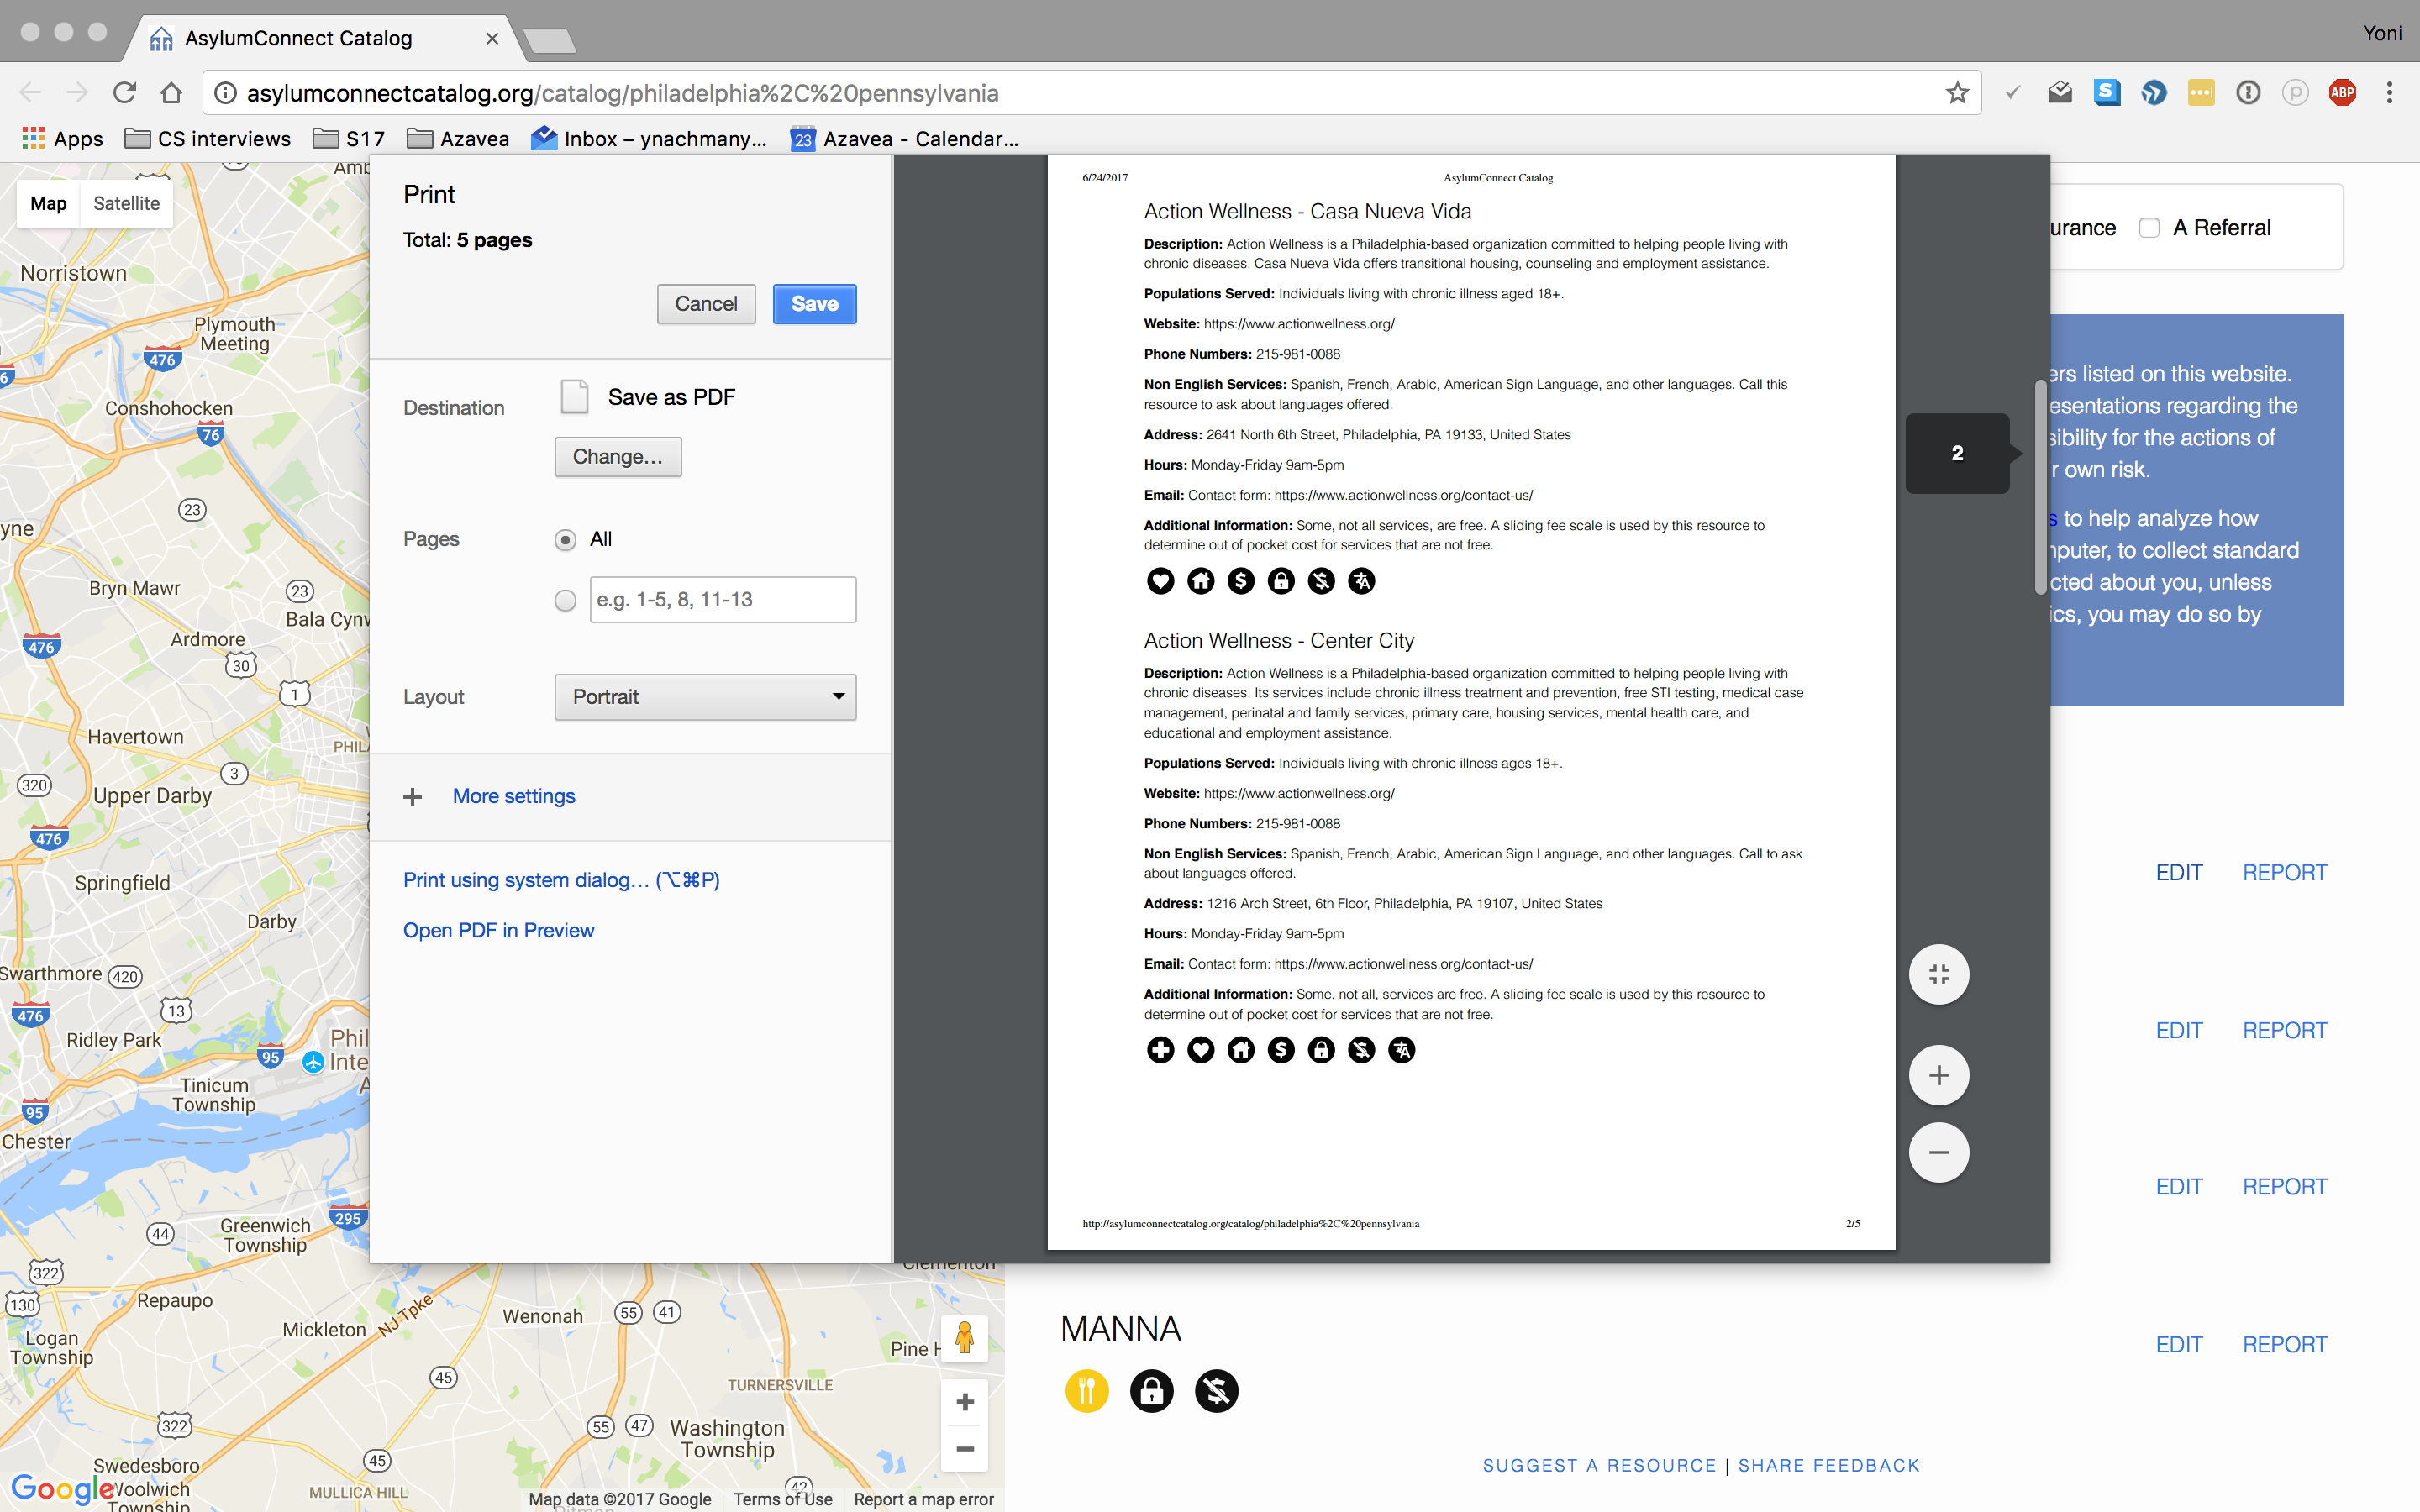 AsylumConnect Catalog
Yoni
asylumconnectcatalog.org/catalog/philadelphia%2C%20pennsylvania
S
ABP
Apps
CS interviews
S17
Azavea
Inbox – ynachmany...
23
Azavea - Calendar...
Map
Satellite
Norristown
Plymouth
Meeting
476
Conshohocken
76
23
Bryn Mawr
23
Bala Cynw
Ardmore
476
30
1
Havertown
PHIL
3
320
Upper Darby
476
Springfield
Darby
Swarthmore
420
476
13
Phil
Ridley Park
95
Inte
Tinicum
Township
95
Chester
44
Greenwich
Township
295
322
130
Repaupo
Mickleton
NJ Tpke
Wenonah
55
41
Logan
Township
Pine H
45
TURNERSVILLE
322
55
47
Washington
Township
45
Swedesboro
Woolwich
Township
MULLICA HILL
42
Google
Map data ©2017 Google
Terms of Use
Report a map error
Print
Total: 5 pages
Cancel
Save
Destination
Save as PDF
Change...
Pages
All
e.g. 1-5, 8, 11-13
Layout
Portrait
More settings
Print using system dialog... (⌥⌘P)
Open PDF in Preview
6/24/2017
AsylumConnect Catalog
Action Wellness - Casa Nueva Vida
Description: Action Wellness is a Philadelphia-based organization committed to helping people living with
chronic diseases. Casa Nueva Vida offers transitional housing, counseling and employment assistance.
Populations Served: Individuals living with chronic illness aged 18+.
Website: https://www.actionwellness.org/
Phone Numbers: 215-981-0088
Non English Services: Spanish, French, Arabic, American Sign Language, and other languages. Call this
resource to ask about languages offered.
Address: 2641 North 6th Street, Philadelphia, PA 19133, United States
Hours: Monday-Friday 9am-5pm
Email: Contact form: https://www.actionwellness.org/contact-us/
Additional Information: Some, not all services, are free. A sliding fee scale is used by this resource to
determine out of pocket cost for services that are not free.
Action Wellness - Center City
Description: Action Wellness is a Philadelphia-based organization committed to helping people living with
chronic diseases. Its services include chronic illness treatment and prevention, free STI testing, medical case
management, perinatal and family services, primary care, housing services, mental health care, and
educational and employment assistance.
Populations Served: Individuals living with chronic illness ages 18+.
Website: https://www.actionwellness.org/
Phone Numbers: 215-981-0088
Non English Services: Spanish, French, Arabic, American Sign Language, and other languages. Call to ask
about languages offered.
Address: 1216 Arch Street, 6th Floor, Philadelphia, PA 19107, United States
Hours: Monday-Friday 9am-5pm
Email: Contact form: https://www.actionwellness.org/contact-us/
Additional Information: Some, not all, services are free. A sliding fee scale is used by this resource to
determine out of pocket cost for services that are not free.
http://asylumconnectcatalog.org/catalog/philadelphia%2C%20pennsylvania
2/5
2
urance
A Referral
ers listed on this website.
esentations regarding the
sibility for the actions of
r own risk.
s to help analyze how
nputer, to collect standard
cted about you, unless
ics, you may do so by
EDIT
REPORT
EDIT
REPORT
EDIT
REPORT
MANNA
EDIT
REPORT
SUGGEST A RESOURCE | SHARE FEEDBACK